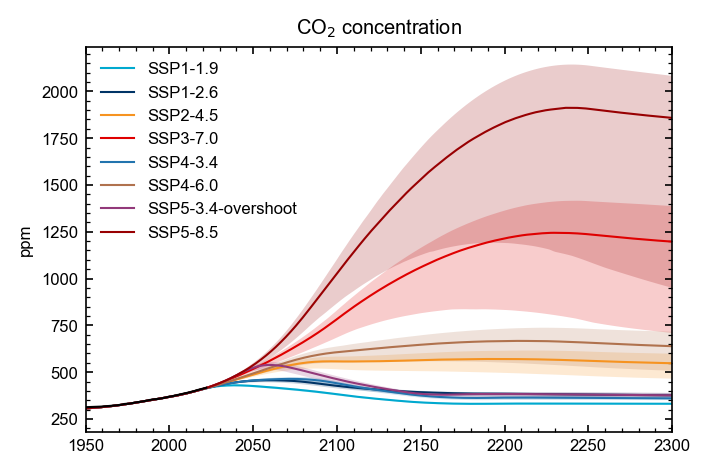 CO₂ concentration
2000
1750
1500
1250
1000
750
500
250
ppm
SSP1-1.9
SSP1-2.6
SSP2-4.5
SSP3-7.0
SSP4-3.4
SSP4-6.0
SSP5-3.4-overshoot
SSP5-8.5
1950 2000 2050 2100 2150 2200 2250 2300